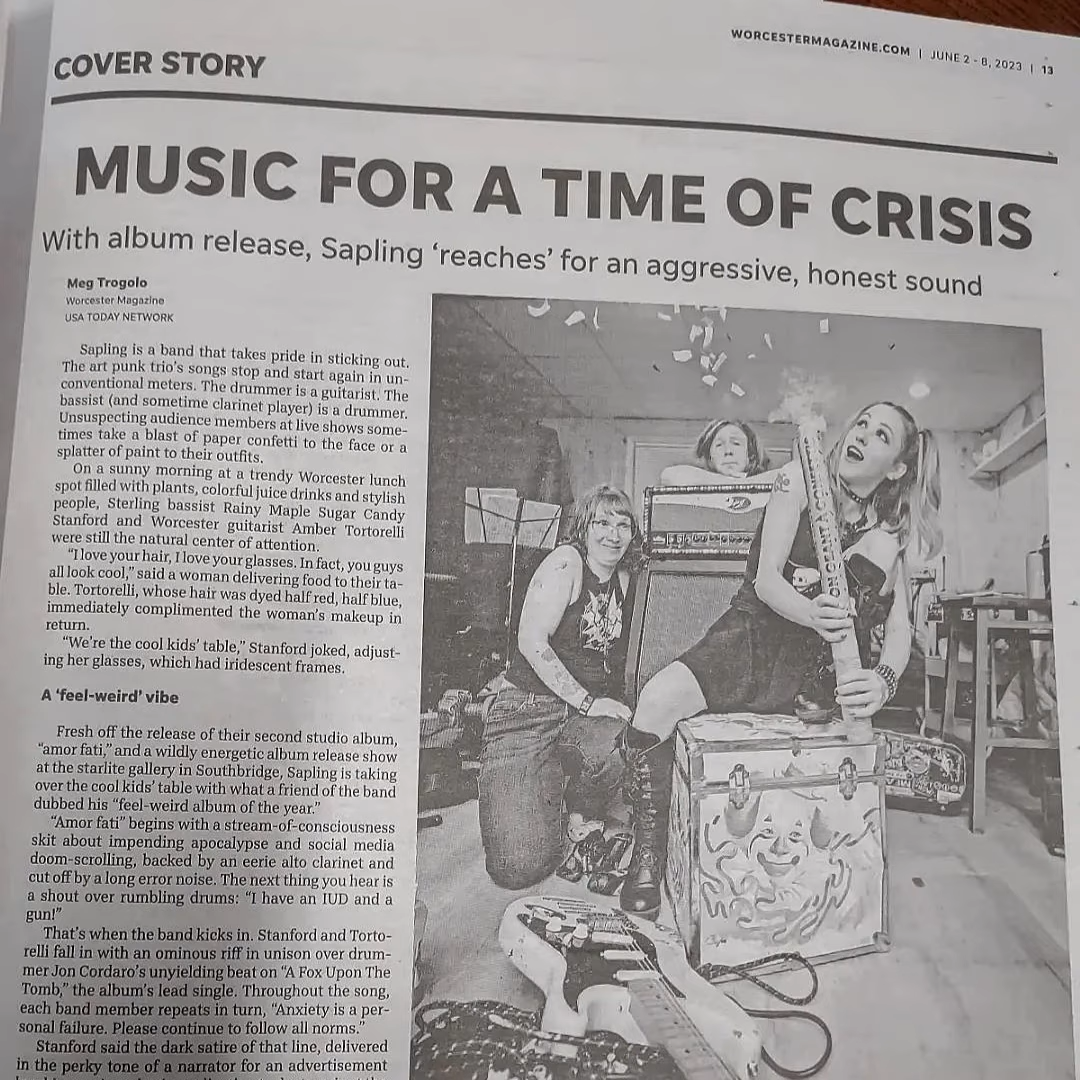 WORCESTERMAGAZINE.COM | JUNE 2 - 8, 2023 | 13
COVER STORY
MUSIC FOR A TIME OF CRISIS
With album release, Sapling ‘reaches’ for an aggressive, honest sound
Meg Trogolo
Worcester Magazine
USA TODAY NETWORK
Sapling is a band that takes pride in sticking out.
The art punk trio’s songs stop and start again in un-
conventional meters. The drummer is a guitarist. The
bassist (and sometime clarinet player) is a drummer.
Unsuspecting audience members at live shows some-
times take a blast of paper confetti to the face or a
splatter of paint to their outfits.
On a sunny morning at a trendy Worcester lunch
spot filled with plants, colorful juice drinks and stylish
people, Sterling bassist Rainy Maple Sugar Candy
Stanford and Worcester guitarist Amber Tortorelli
were still the natural center of attention.
“I love your hair, I love your glasses. In fact, you guys
all look cool,” said a woman delivering food to their ta-
ble. Tortorelli, whose hair was dyed half red, half blue,
immediately complimented the woman’s makeup in
return.
“We’re the cool kids’ table,” Stanford joked, adjust-
ing her glasses, which had iridescent frames.
A ‘feel-weird’ vibe
Fresh off the release of their second studio album,
“amor fati,” and a wildly energetic album release show
at the starlite gallery in Southbridge, Sapling is taking
over the cool kids’ table with what a friend of the band
dubbed his “feel-weird album of the year.”
“Amor fati” begins with a stream-of-consciousness
skit about impending apocalypse and social media
doom-scrolling, backed by an eerie alto clarinet and
cut off by a long error noise. The next thing you hear is
a shout over rumbling drums: “I have an IUD and a
gun!”
That’s when the band kicks in. Stanford and Torto-
relli fall in with an ominous riff in unison over drum-
mer Jon Cordaro’s unyielding beat on “A Fox Upon The
Tomb,” the album’s lead single. Throughout the song,
each band member repeats in turn, “Anxiety is a per-
sonal failure. Please continue to follow all norms.”
Stanford said the dark satire of that line, delivered
in the perky tone of a narrator for an advertisement